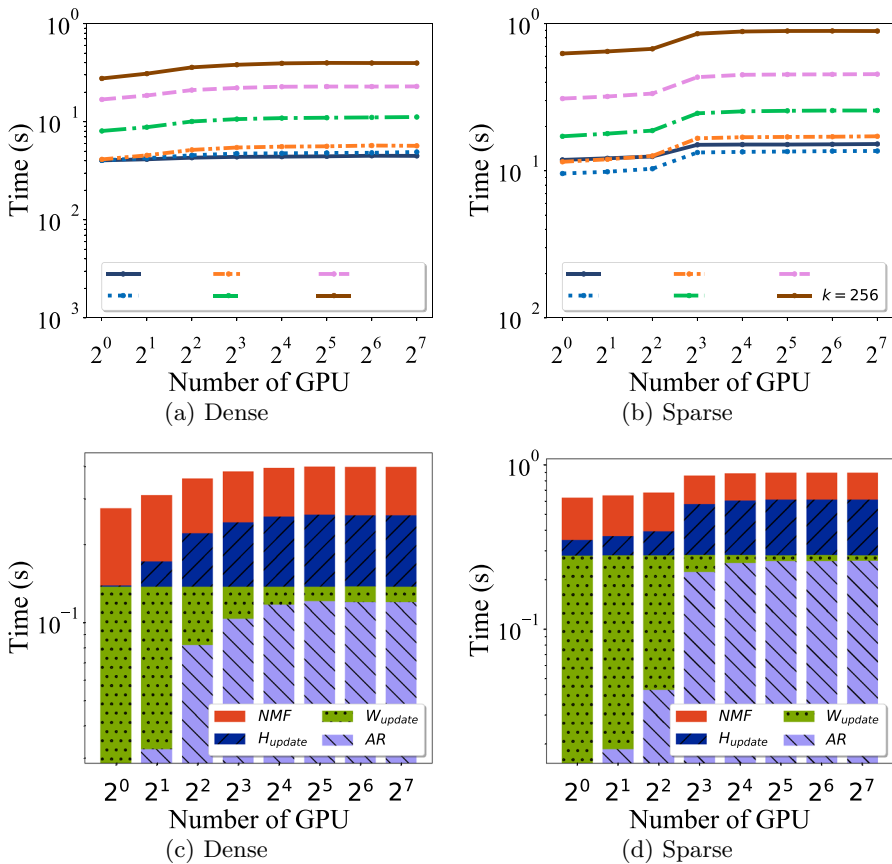 10 0
10 1
10 2
10 3
Time (s)
2^0 2^1 2^2 2^3 2^4 2^5 2^6 2^7
Number of GPU
(a) Dense
10 0
10 1
10 2
Time (s)
k = 256
2^0 2^1 2^2 2^3 2^4 2^5 2^6 2^7
Number of GPU
(b) Sparse
10^−1
Time (s)
NMF
H_update
W_update
AR
2^0 2^1 2^2 2^3 2^4 2^5 2^6 2^7
Number of GPU
(c) Dense
10^0
10^−1
Time (s)
NMF
H_update
W_update
AR
2^0 2^1 2^2 2^3 2^4 2^5 2^6 2^7
Number of GPU
(d) Sparse